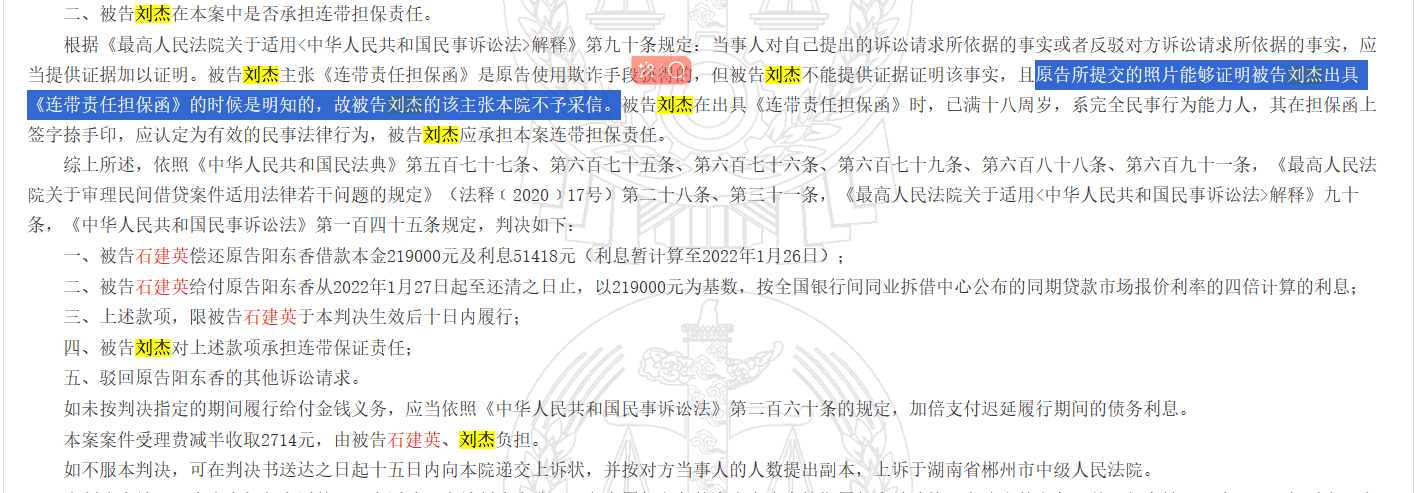 二、被告刘杰在本案中是否承担连带担保责任。
根据《最高人民法院关于适用<中华人民共和国民事诉讼法>解释》第九十条规定：当事人对自己提出的诉讼请求所依据的事实或者反驳对方诉讼请求所依据的事实，应
当提供证据加以证明。被告刘杰主张《连带责任担保函》是原告使用欺诈手段获得的，但被告刘杰不能提供证据证明该事实，且原告所提交的照片能够证明被告刘杰出具
《连带责任担保函》的时候是明知的，故被告刘杰的该主张本院不予采信。被告刘杰在出具《连带责任担保函》时，已满十八周岁，系完全民事行为能力人，其在担保函上
签字捺手印，应认定为有效的民事法律行为，被告刘杰应承担本案连带担保责任。
综上所述，依照《中华人民共和国民法典》第五百七十七条、第六百七十五条、第六百七十六条、第六百七十九条、第六百八十八条、第六百九十一条，《最高人民法
院关于审理民间借贷案件适用法律若干问题的规定》（法释﹝2020﹞17号）第二十八条、第三十一条，《最高人民法院关于适用<中华人民共和国民事诉讼法>解释》九十
条，《中华人民共和国民事诉讼法》第一百四十五条规定，判决如下：
一、被告石建英偿还原告阳东香借款本金219000元及利息51418元（利息暂计算至2022年1月26日）；
二、被告石建英给付原告阳东香从2022年1月27日起至还清之日止，以219000元为基数，按全国银行间同业拆借中心公布的同期贷款市场报价利率的四倍计算的利息；
三、上述款项，限被告石建英于本判决生效后十日内履行；
四、被告刘杰对上述款项承担连带保证责任；
五、驳回原告阳东香的其他诉讼请求。
如未按判决指定的期间履行给付金钱义务，应当依照《中华人民共和国民事诉讼法》第二百六十条的规定，加倍支付迟延履行期间的债务利息。
本案案件受理费减半收取2714元，由被告石建英、刘杰负担。
如不服本判决，可在判决书送达之日起十五日内向本院递交上诉状，并按对方当事人的人数提出副本，上诉于湖南省郴州市中级人民法院。